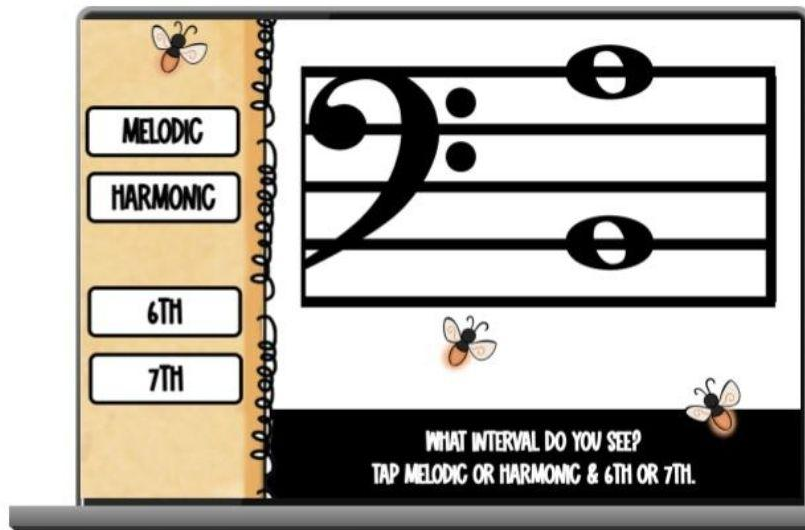 MELODIC
HARMONIC
6TH
7TH
WHAT INTERVAL DO YOU SEE?
TAP MELODIC OR HARMONIC & 6TH OR 7TH.